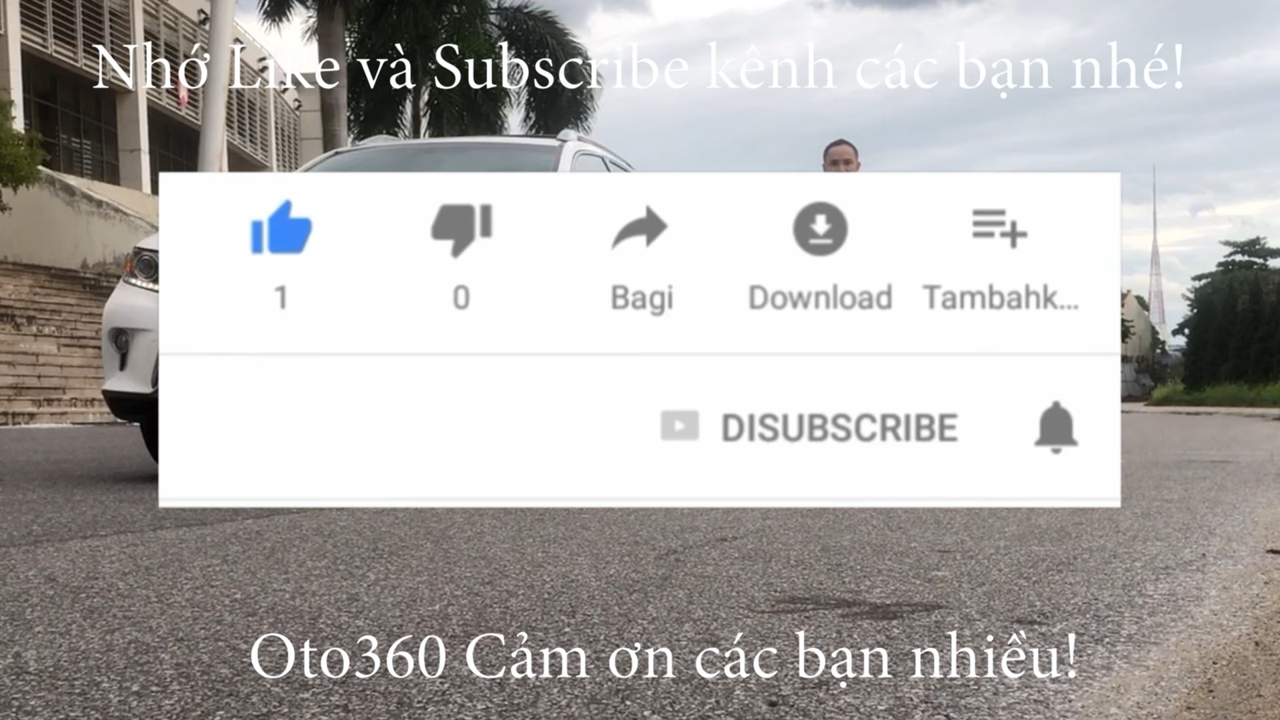 Nhớ Like và Subscribe kênh các bạn nhé!
1 0 Bagi Download Tambahk...
DISUBSCRIBE
Oto360 Cảm ơn các bạn nhiều!